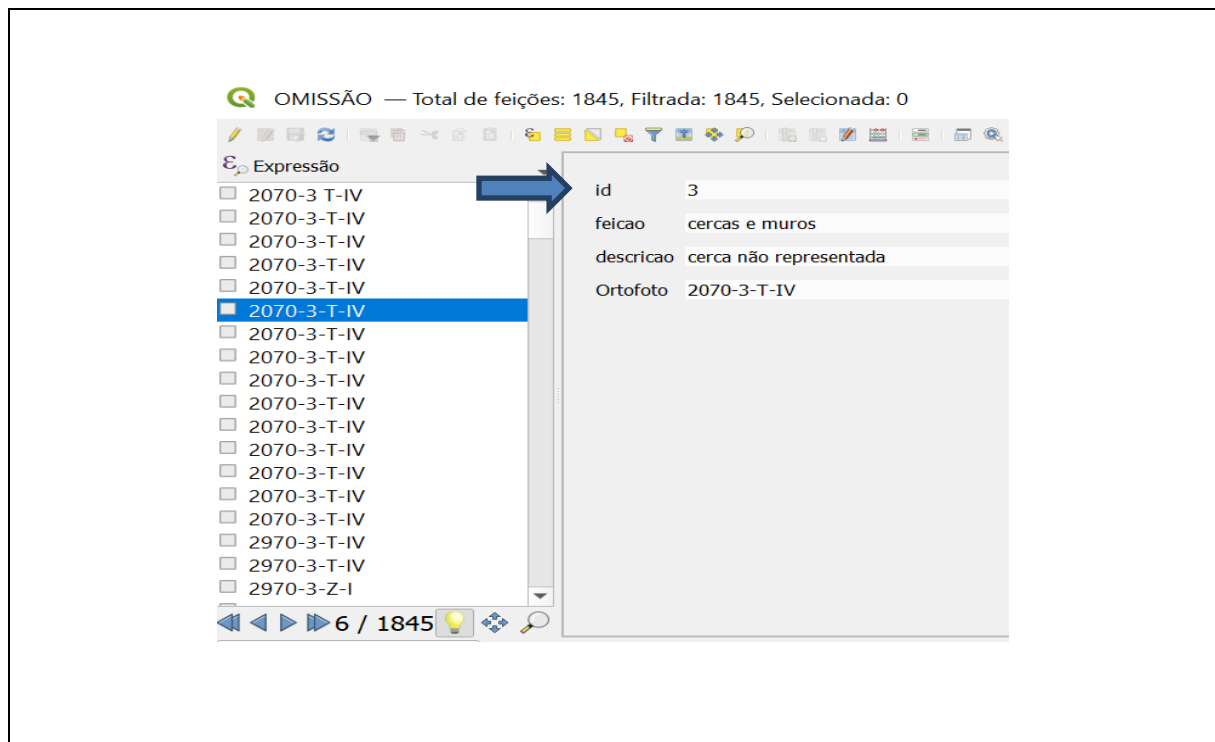 OMISSÃO — Total de feições: 1845, Filtrada: 1845, Selecionada: 0
Expressão
2070-3 T-IV
2070-3-T-IV
2070-3-T-IV
2070-3-T-IV
2070-3-T-IV
2070-3-T-IV
2070-3-T-IV
2070-3-T-IV
2070-3-T-IV
2070-3-T-IV
2070-3-T-IV
2070-3-T-IV
2070-3-T-IV
2070-3-T-IV
2070-3-T-IV
2970-3-T-IV
2970-3-T-IV
2970-3-Z-I
6 / 1845
id 3
feicao cercas e muros
descricao cerca não representada
Ortofoto 2070-3-T-IV